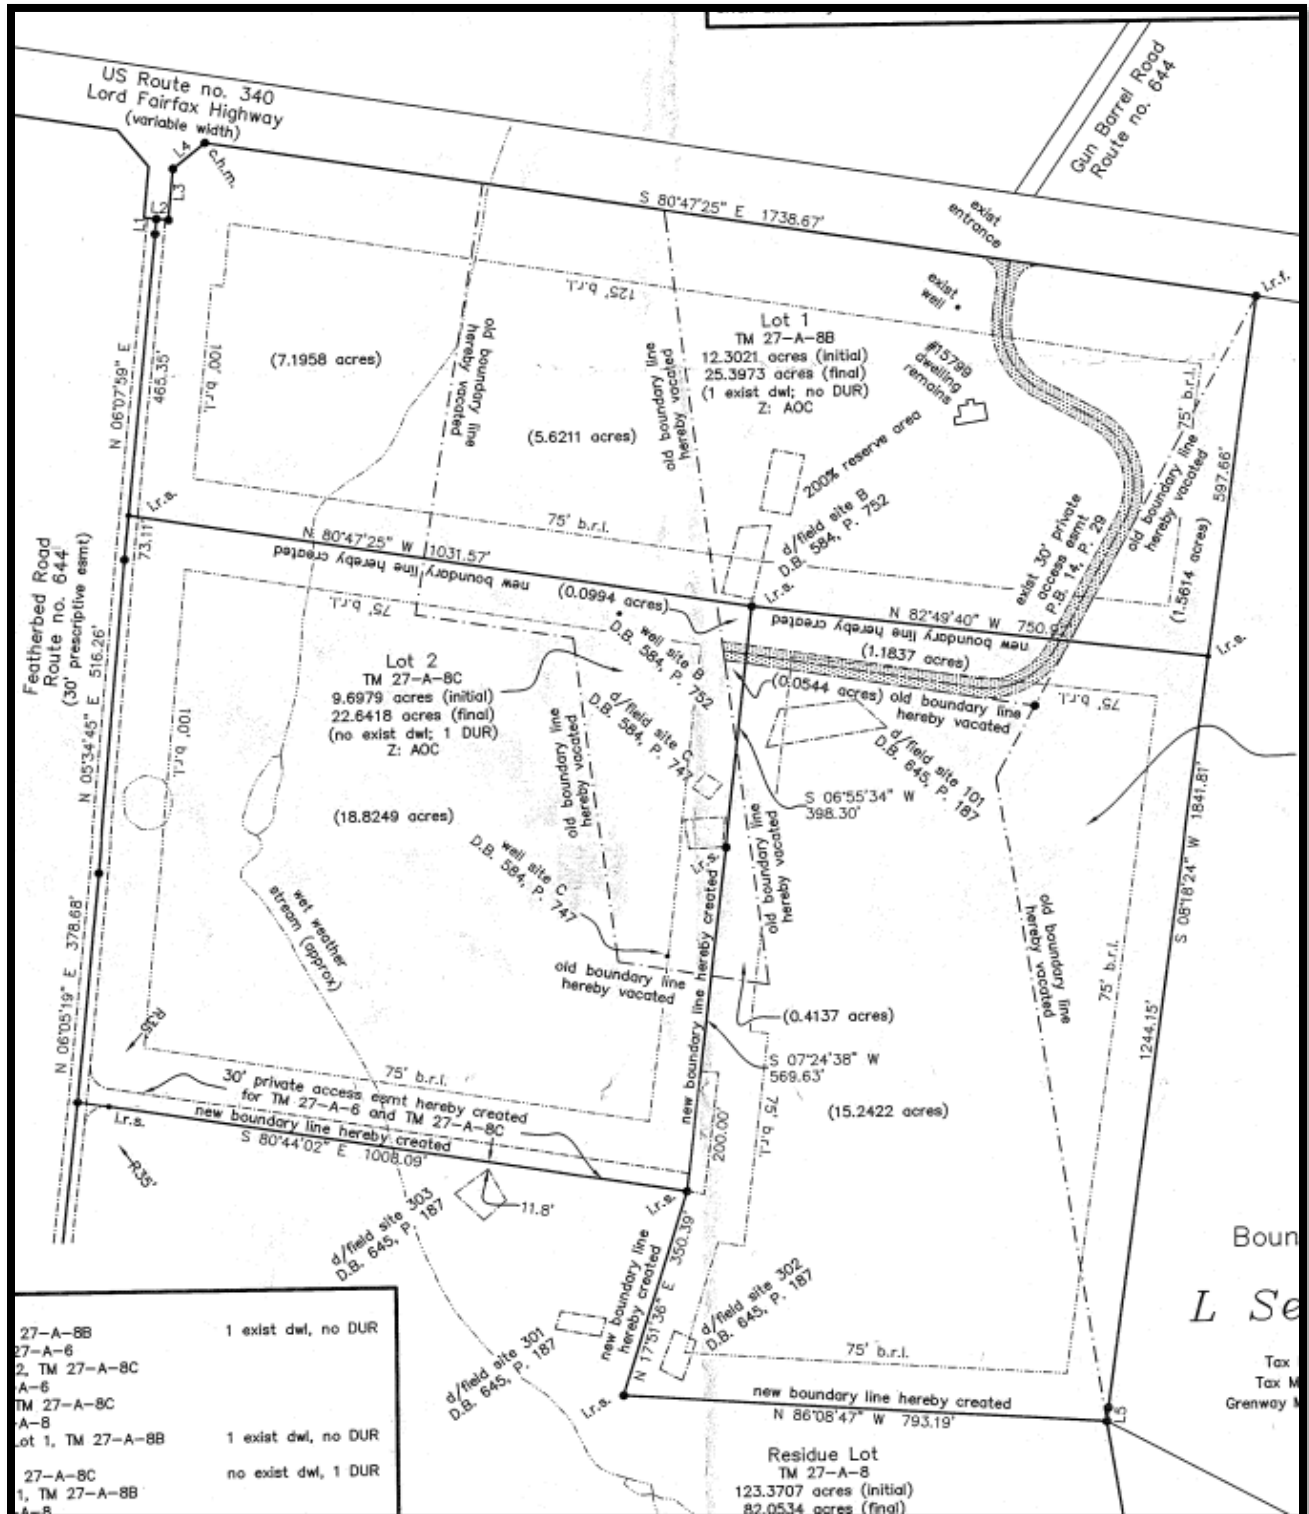 US Route no. 340
Lord Fairfax Highway
(variable width)
Gun Barrel Road
Route no. 644
c.h.m.
L4
L3
L2
L1
S 80°47'25" E 1738.67'
exist
entrance
i.r.f.
exist
well
125' b.r.l.
100' b.r.l.
(7.1958 acres)
old boundary line
hereby vacated
(5.6211 acres)
old boundary line
hereby vacated
Lot 1
TM 27-A-8B
12.3021 acres (initial)
25.3973 acres (final)
(1 exist dwl; no DUR)
Z: AOC
#15798
dwelling
remains
200% reserve area
75' b.r.l.
old boundary line
hereby vacated
597.66'
(1.5614 acres)
N 06°07'59" E
465.35'
i.r.s.
73.11'
75' b.r.l.
N 80°47'25" W 1031.57'
new boundary line hereby created
d/field site B
D.B. 584, P. 752
exist 30' private
access esmt
P.B. 14, P. 29
i.r.s.
N 82°49'40" W 750.9
new boundary line hereby created
(1.1837 acres)
i.r.s.
(0.0994 acres)
Featherbed Road
Route no. 644
(30' prescriptive esmt)
N 05°34'45" E 516.26'
75' b.r.l.
Lot 2
TM 27-A-8C
9.6979 acres (initial)
22.6418 acres (final)
(no exist dwl; 1 DUR)
Z: AOC
well site B
D.B. 584, P. 752
d/field site C
D.B. 584, P. 747
(0.0544 acres) old boundary line
hereby vacated
75' b.r.l.
100' b.r.l.
old boundary line
hereby vacated
d/field site 101
D.B. 645, P. 187
S 06°55'34" W
398.30'
S 08°18'24" W 1841.81'
(18.8249 acres)
well site C
D.B. 584, P. 747
i.r.s.
old boundary line
hereby vacated
wet weather
stream (approx)
old boundary line
hereby vacated
old boundary line
hereby vacated
75' b.r.l.
N 06°05'19" E 378.68'
R35'
(0.4137 acres)
new boundary line hereby created
S 07°24'38" W
569.63'
1244.15'
75' b.r.l.
30' private access esmt hereby created
for TM 27-A-6 and TM 27-A-8C
new boundary line hereby created
S 80°44'02" E 1008.09'
i.r.s.
R35'
200.00'
75' b.r.l.
(15.2422 acres)
i.r.s.
11.8'
d/field site 303
D.B. 645, P. 187
new boundary line
hereby created
N 17°51'36" E 350.39'
d/field site 302
D.B. 645, P. 187
d/field site 301
D.B. 645, P. 187
75' b.r.l.
i.r.s.
new boundary line hereby created
N 86°08'47" W 793.19'
L5
Residue Lot
TM 27-A-8
123.3707 acres (initial)
82.0534 acres (final)
Boun
L Se
Tax
Tax M
Grenway M
27-A-8B 1 exist dwl, no DUR
27-A-6
2, TM 27-A-8C
A-6
TM 27-A-8C
A-8
Lot 1, TM 27-A-8B 1 exist dwl, no DUR
27-A-8C no exist dwl, 1 DUR
1, TM 27-A-8B
A-8